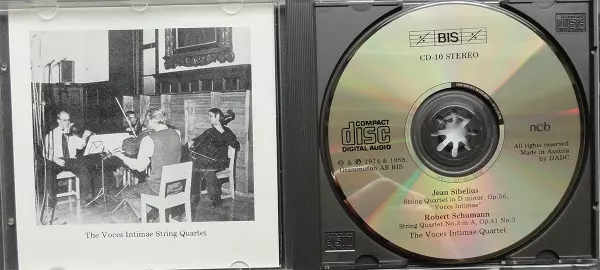 The Voces Intimae String Quartet
BIS
CD-10 STEREO
COMPACT
disc
DIGITAL AUDIO
ncb
All rights reserved
Made in Austria
by DADC
℗ & © 1974 & 1988,
Grammofon AB BIS
Jean Sibelius
String Quartet in D minor, Op.56,
"Voces Intimae"
Robert Schumann
String Quartet No.3 in A, Op.41 No.3
The Voces Intimae Quartet